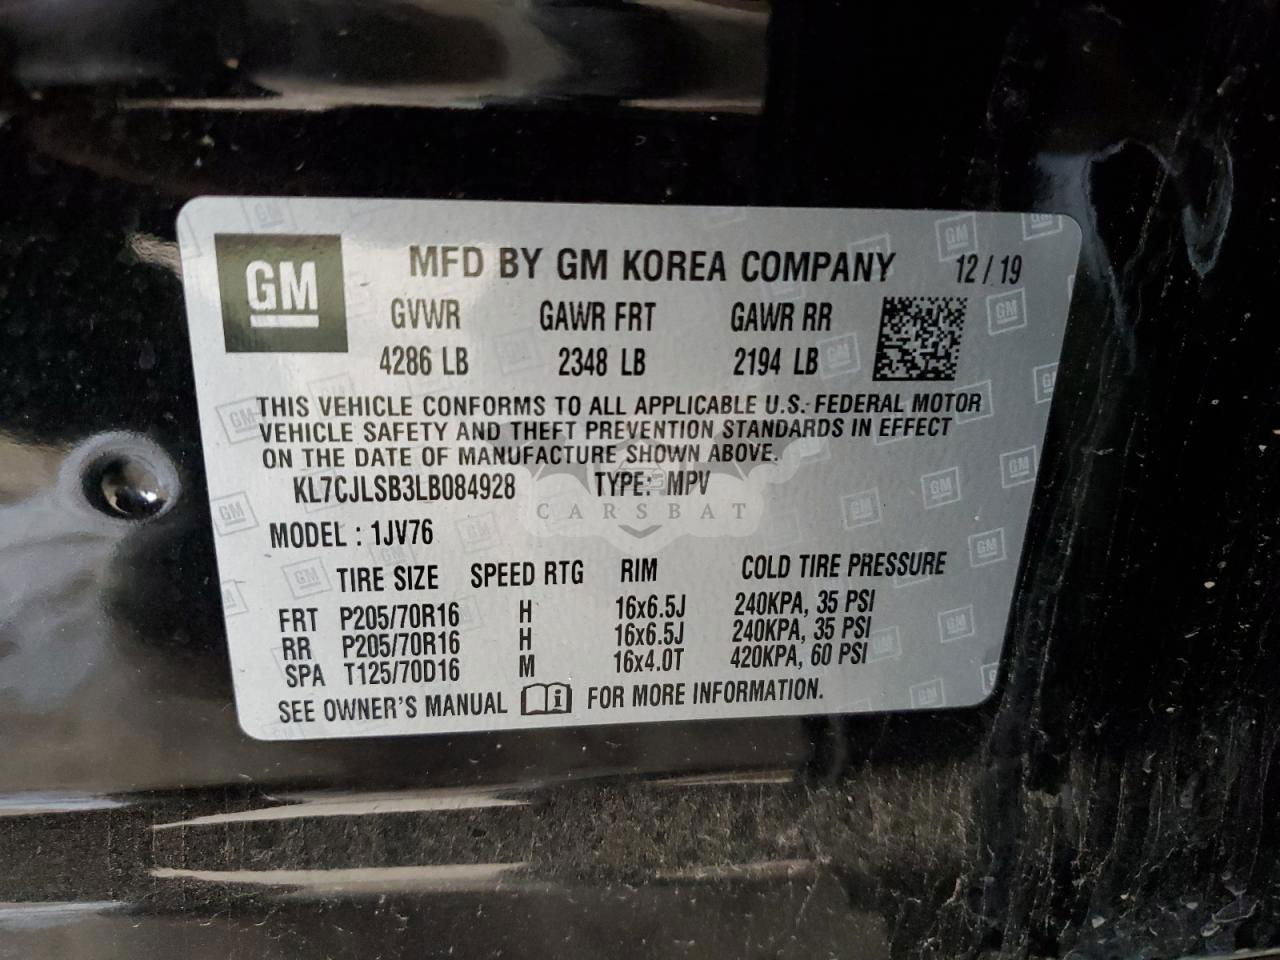 GM
MFD BY GM KOREA COMPANY 12/19
GVWR GAWR FRT GAWR RR
4286 LB 2348 LB 2194 LB
THIS VEHICLE CONFORMS TO ALL APPLICABLE U.S. FEDERAL MOTOR
VEHICLE SAFETY AND THEFT PREVENTION STANDARDS IN EFFECT
ON THE DATE OF MANUFACTURE SHOWN ABOVE.
KL7CJLSB3LB084928 TYPE: MPV
CARSBAT
MODEL : 1JV76
TIRE SIZE SPEED RTG RIM COLD TIRE PRESSURE
FRT P205/70R16 H 16x6.5J 240KPA, 35 PSI
RR P205/70R16 H 16x6.5J 240KPA, 35 PSI
SPA T125/70D16 M 16x4.0T 420KPA, 60 PSI
SEE OWNER'S MANUAL i FOR MORE INFORMATION.